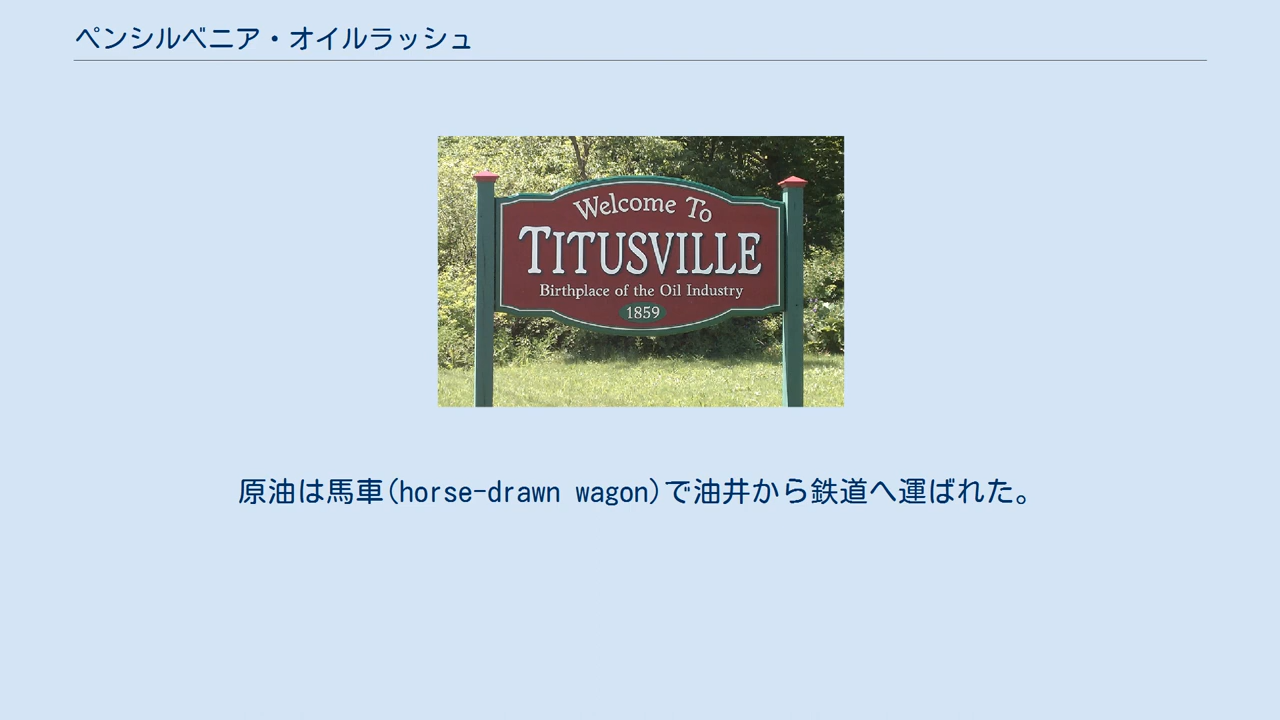 ペンシルベニア・オイルラッシュ
Welcome To
TITUSVILLE
Birthplace of the Oil Industry
1859
原油は馬車(horse-drawn wagon)で油井から鉄道へ運ばれた。